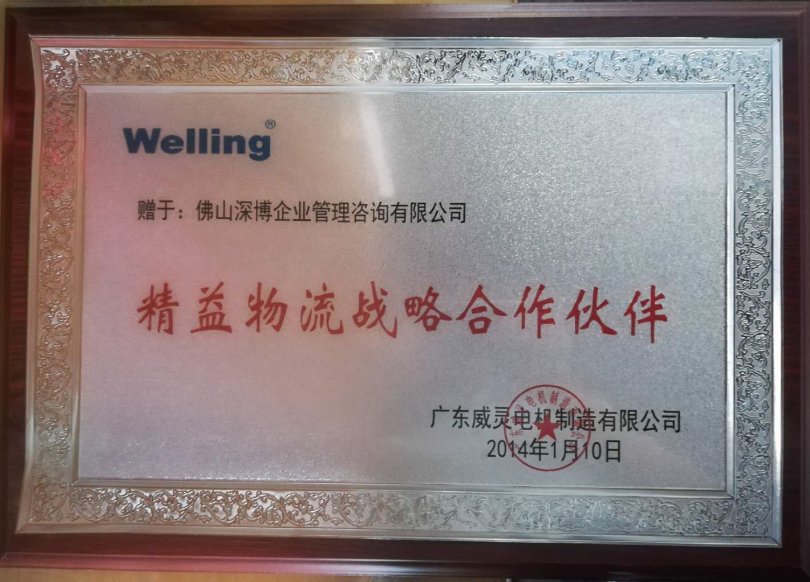 Welling®
赠于：佛山深博企业管理咨询有限公司
精益物流战略合作伙伴
广东威灵电机制造有限公司
2014年1月10日